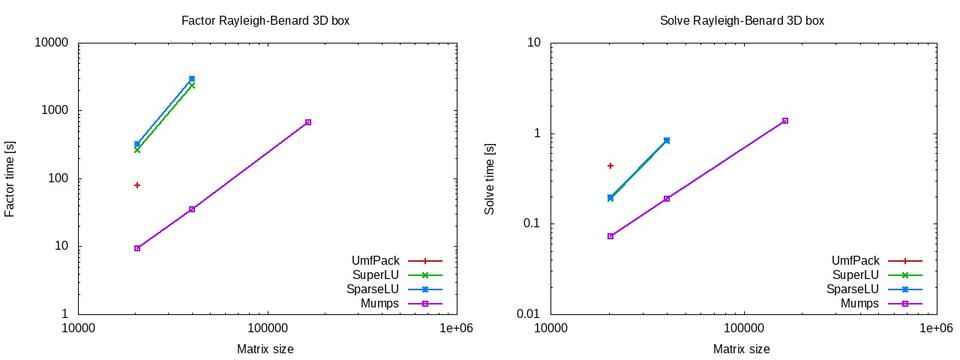 Factor Rayleigh-Benard 3D box
10000
1000
100
10
1
Factor time [s]
UmfPack
SuperLU
SparseLU
Mumps
10000 100000 1e+06
Matrix size
Solve Rayleigh-Benard 3D box
10
1
0.1
0.01
Solve time [s]
UmfPack
SuperLU
SparseLU
Mumps
10000 100000 1e+06
Matrix size